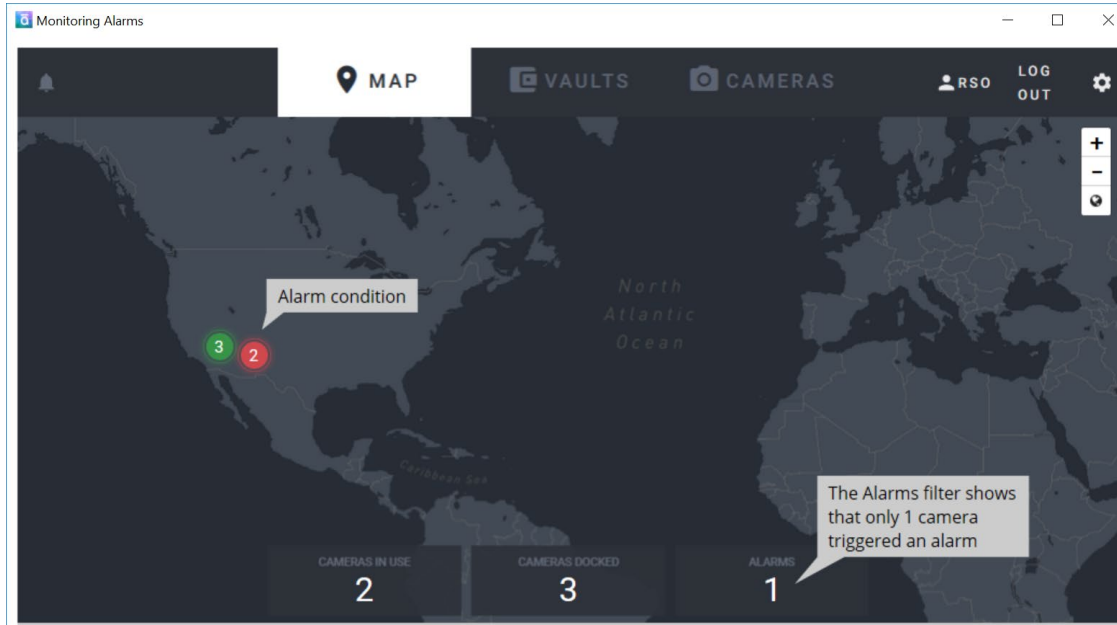 Monitoring Alarms
MAP
VAULTS
CAMERAS
RSO
LOG
OUT
+
-
North
Atlantic
Ocean
Alarm condition
3
2
Caribbean Sea
The Alarms filter shows
that only 1 camera
triggered an alarm
CAMERAS IN USE
2
CAMERAS DOCKED
3
ALARMS
1